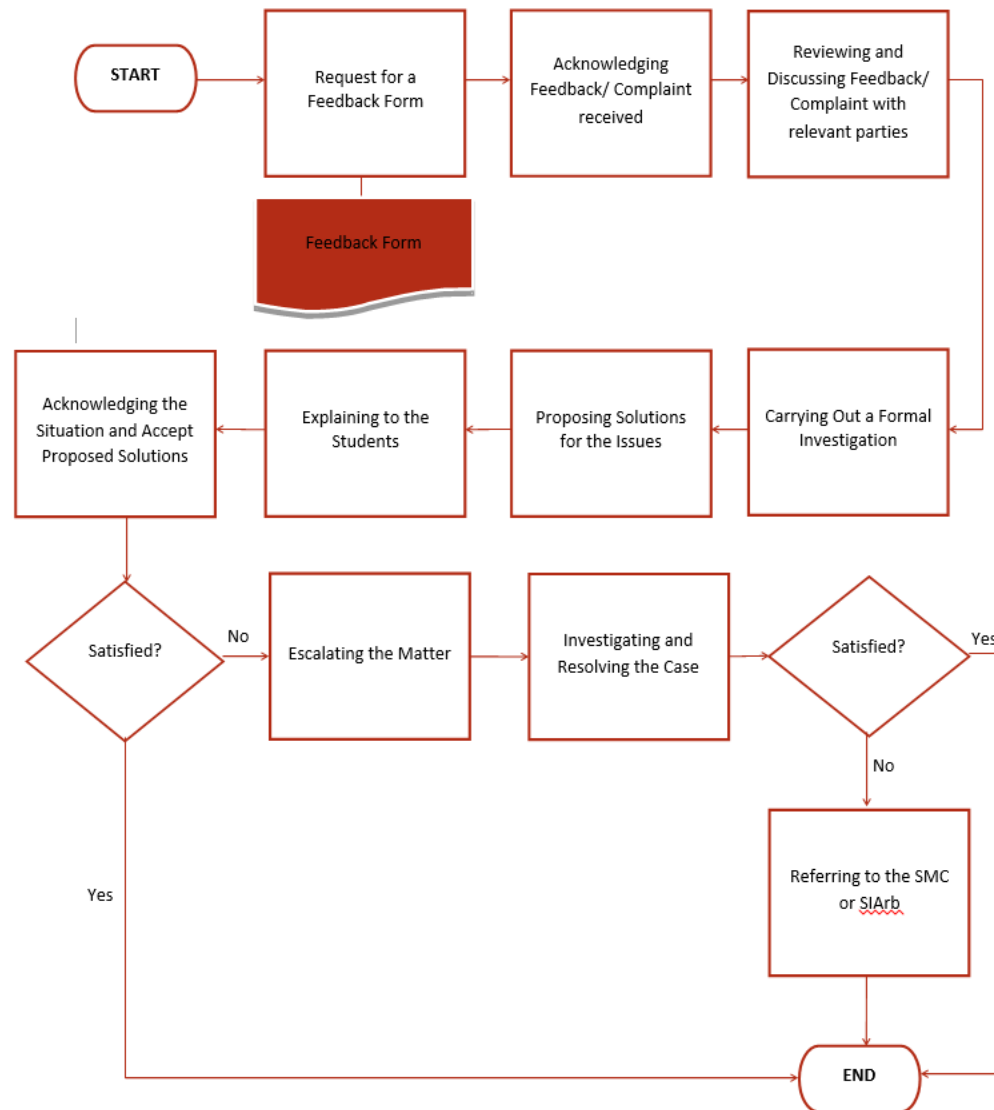 START
Request for a
Feedback Form
Acknowledging
Feedback/ Complaint
received
Reviewing and
Discussing Feedback/
Complaint with
relevant parties
Feedback Form
Acknowledging the
Situation and Accept
Proposed Solutions
Explaining to the
Students
Proposing Solutions
for the Issues
Carrying Out a Formal
Investigation
Satisfied?
No
Escalating the Matter
Investigating and
Resolving the Case
Satisfied?
Yes
No
Yes
Referring to the SMC
or SIArb
END